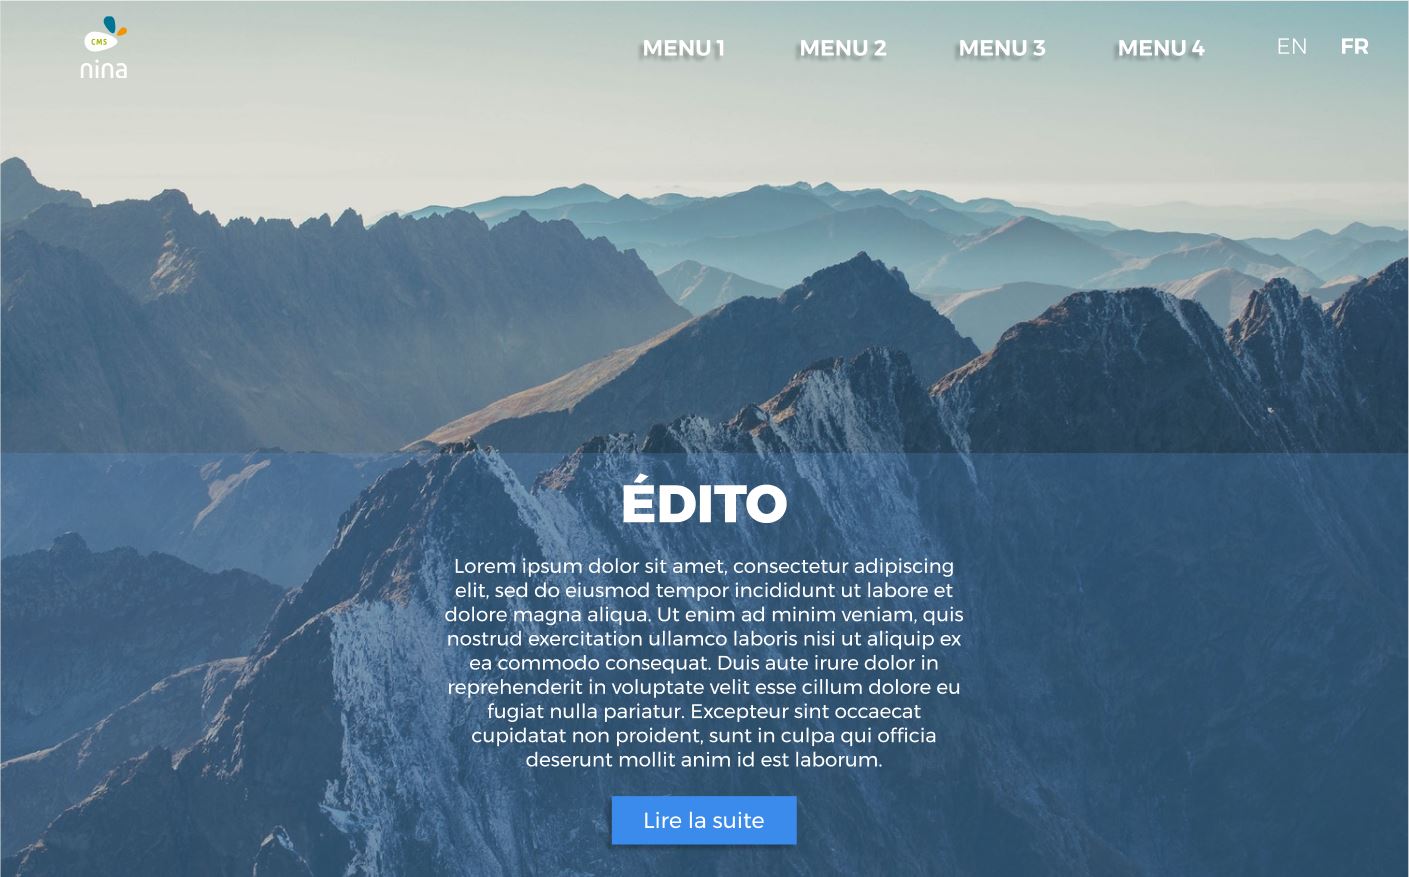 CMS
nina
MENU 1 MENU 2 MENU 3 MENU 4 EN FR
ÉDITO
Lorem ipsum dolor sit amet, consectetur adipiscing
elit, sed do eiusmod tempor incididunt ut labore et
dolore magna aliqua. Ut enim ad minim veniam, quis
nostrud exercitation ullamco laboris nisi ut aliquip ex
ea commodo consequat. Duis aute irure dolor in
reprehenderit in voluptate velit esse cillum dolore eu
fugiat nulla pariatur. Excepteur sint occaecat
cupidatat non proident, sunt in culpa qui officia
deserunt mollit anim id est laborum.
Lire la suite